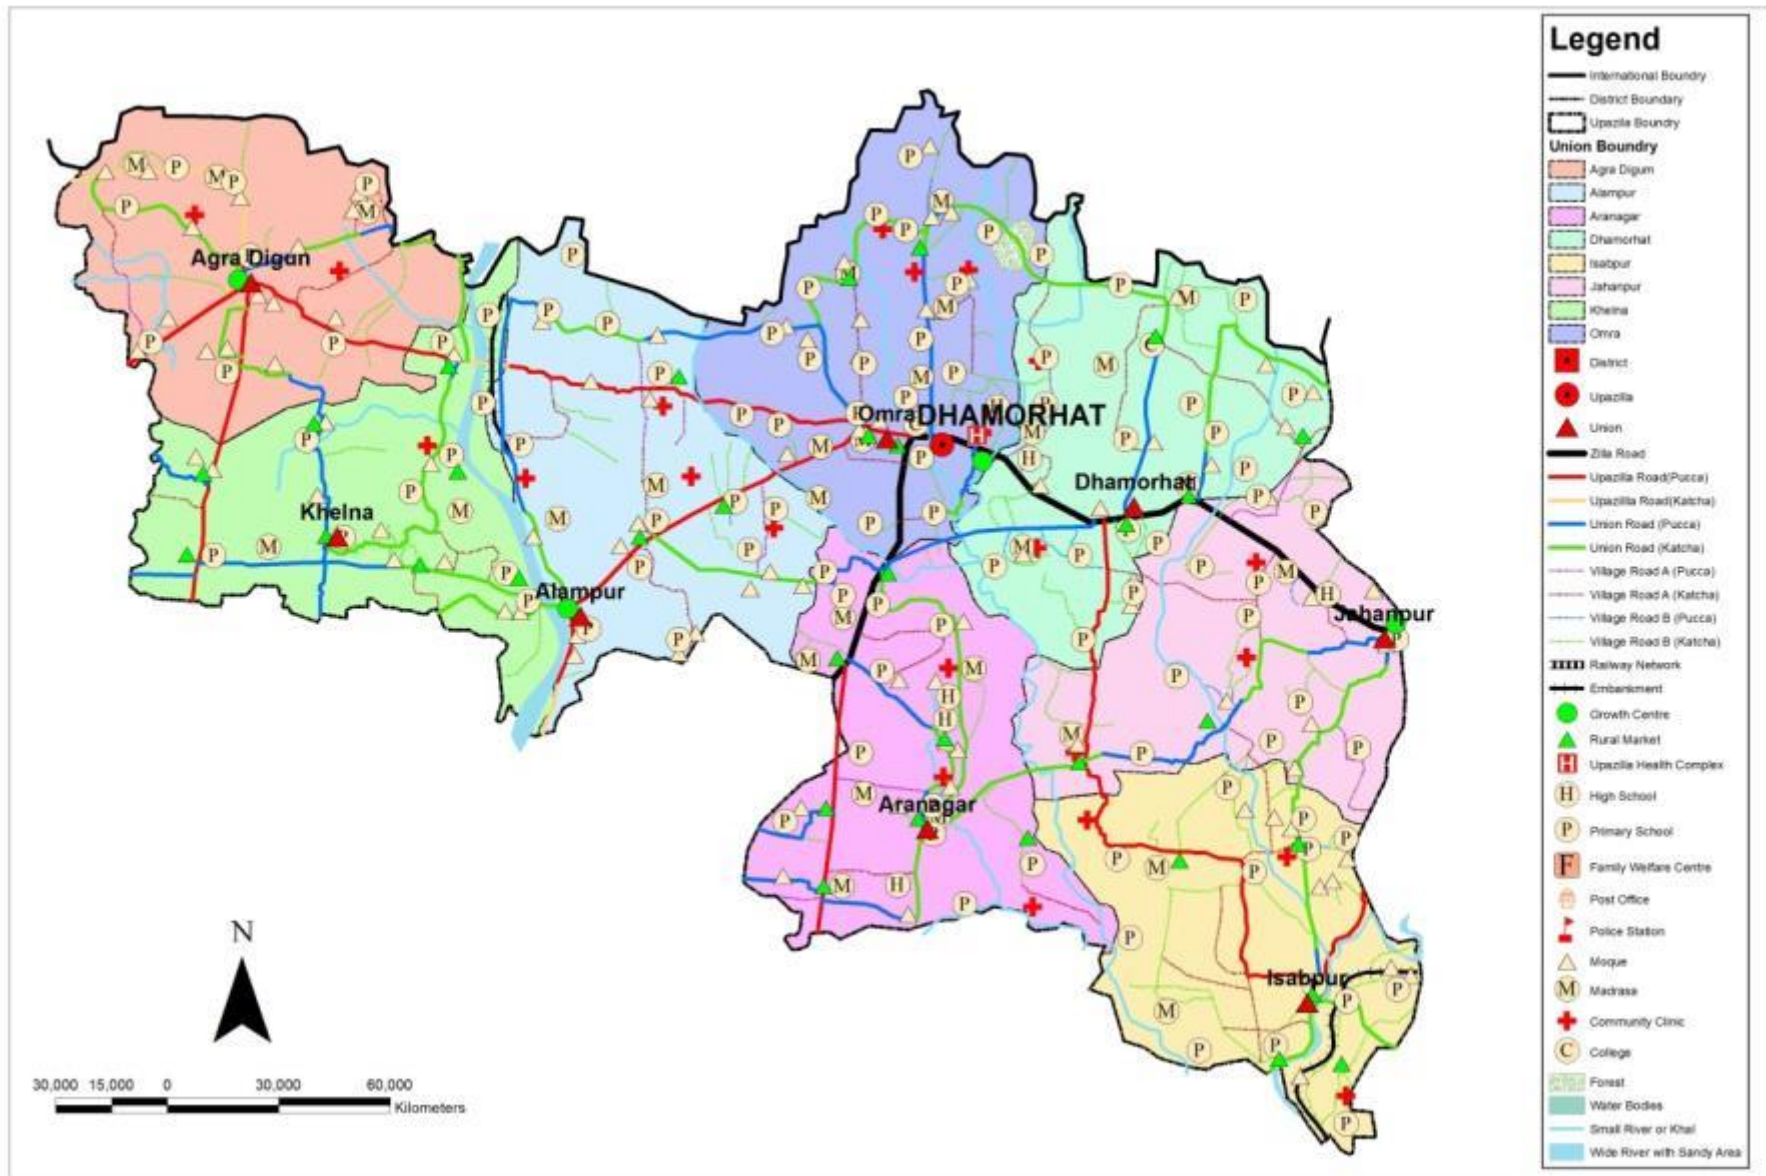 Legend
International Boundry
District Boundary
Upazila Boundry
Union Boundry
Agra Digum
Alampur
Aranagar
Dhamorhat
Isabpur
Jahanpur
Khelna
Omra
District
Upazilla
Union
Zilla Road
Upazilla Road(Pucca)
Upazillla Road(Katcha)
Union Road (Pucca)
Union Road (Katcha)
Village Road A (Pucca)
Village Road A (Katcha)
Village Road B (Pucca)
Village Road B (Katcha)
Railway Network
Embankment
Growth Centre
Rural Market
H Upazilla Health Complex
H High School
P Primary School
F Family Welfare Centre
Post Office
Police Station
Moque
M Madrasa
Community Clinic
C College
Forest
Water Bodies
Small River or Khal
Wide River with Sandy Area
Agra Digun
Omra
DHAMORHAT
Dhamorhat
Khelna
Alampur
Jahanpur
Aranagar
Isabpur
N
30,000 15,000 0 30,000 60,000
Kilometers